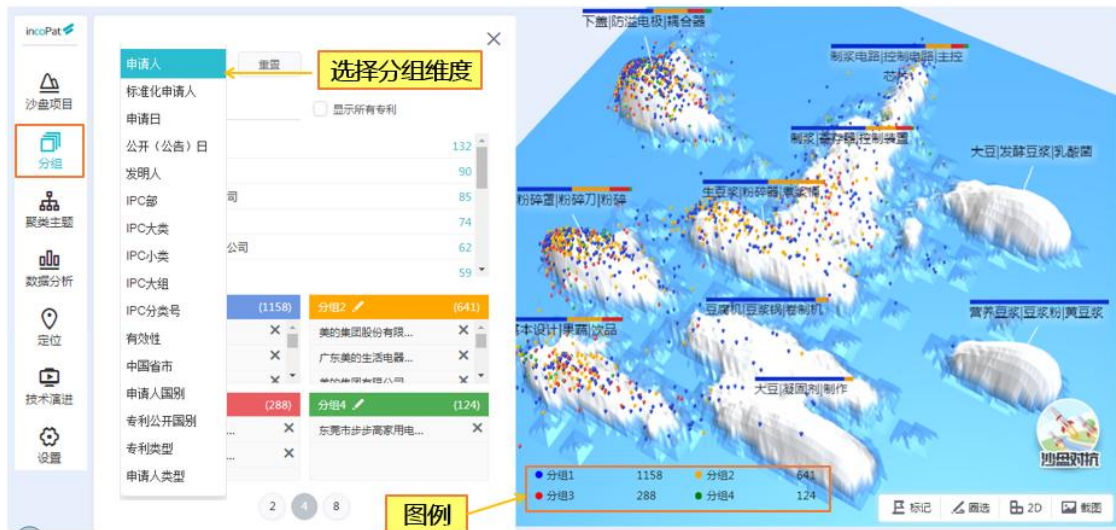 incoPat
沙盘项目
分组
聚类主题
数据分析
定位
技术演进
设置
申请人
标准化申请人
申请日
公开（公告）日
发明人
IPC部
IPC大类
IPC小类
IPC大组
IPC分类号
有效性
中国省市
申请人国别
专利公开国别
专利类型
申请人类型
重置
选择分组维度
显示所有专利
132
90
司 85
74
公司 62
59
(1158)
分组2 (641)
美的集团股份有限...
广东美的生活电器...
美的集团有限公司
(288)
...
...
分组4 (124)
东莞市步步高家用电...
2 4 8
图例
下盖|防溢电极|耦合器
制浆电路|控制电路|主控
芯片
制浆|寄存器|控制装置
大豆|发酵豆浆|乳酸菌
粉碎罩|粉碎刀|粉碎
生豆浆|粉碎器|煮浆桶
豆腐机|豆浆锅|卷制机
营养豆浆|豆浆粉|黄豆浆
本设计|果蔬|饮品
大豆|凝固剂|制作
分组1 1158 分组2 641
分组3 288 分组4 124
沙盘对抗
标记 圈选 2D 截图